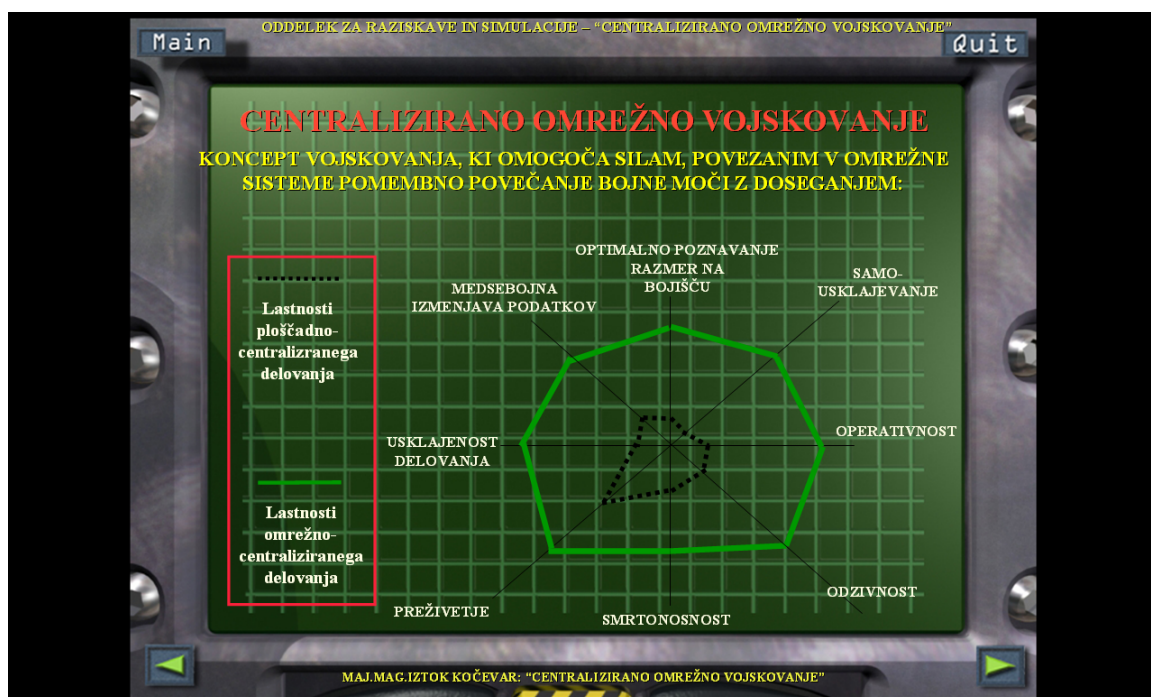 ODDELEK ZA RAZISKAVE IN SIMULACIJE – “CENTRALIZIRANO OMREŽNO VOJSKOVANJE”
Main
Quit
CENTRALIZIRANO OMREŽNO VOJSKOVANJE
KONCEPT VOJSKOVANJA, KI OMOGOČA SILAM, POVEZANIM V OMREŽNE
SISTEME POMEMBNO POVEČANJE BOJNE MOČI Z DOSEGANJEM:
Lastnosti
ploščadno-
centralizranega
delovanja
Lastnosti
omrežno-
centraliziranega
delovanja
OPTIMALNO POZNAVANJE
RAZMER NA
BOJIŠČU
SAMO-
USKLAJEVANJE
MEDSEBOJNA
IZMENJAVA PODATKOV
OPERATIVNOST
USKLAJENOST
DELOVANJA
ODZIVNOST
PREŽIVETJE
SMRTONOSNOST
MAJ.MAG.IZTOK KOČEVAR: “CENTRALIZIRANO OMREŽNO VOJSKOVANJE”